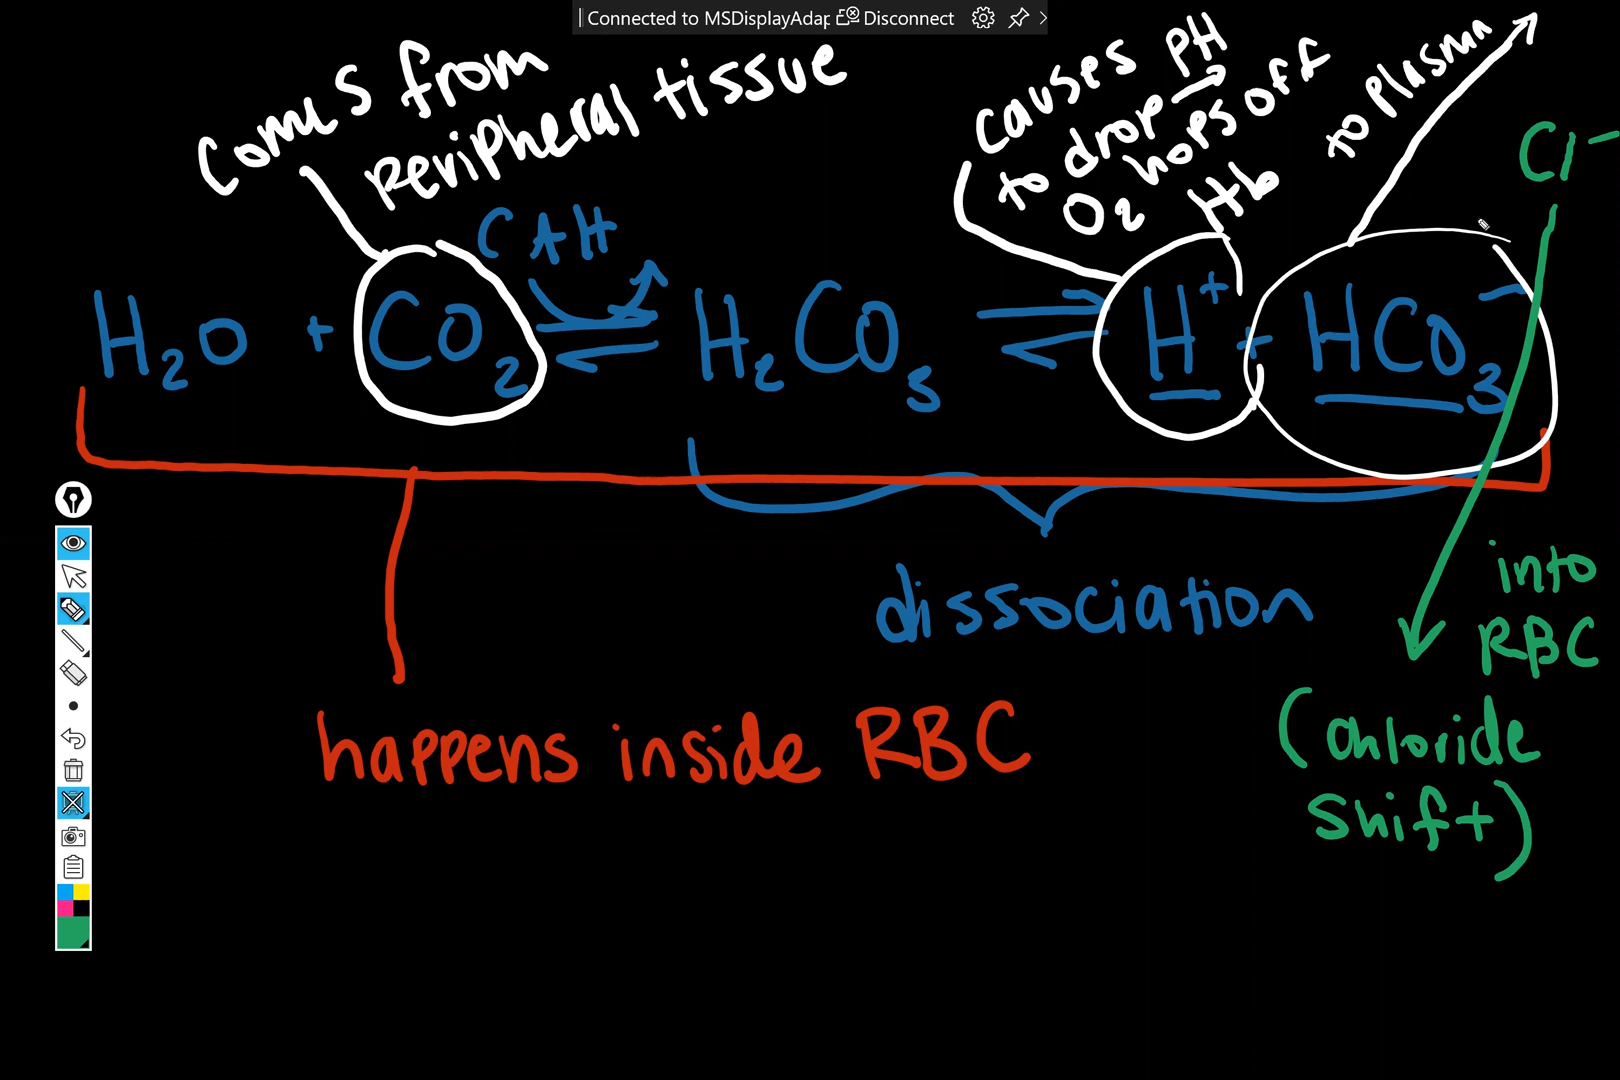 Connected to MSDisplayAdap Disconnect
Comes from
peripheral tissue
causes pH
to drop → O2 hops off
Hb
to plasma
Cl⁻
CAH
H₂O + CO₂ ⇌ H₂CO₃ ⇌ H⁺ + HCO₃⁻
dissociation
into
RBC
(chloride
shift)
happens inside RBC